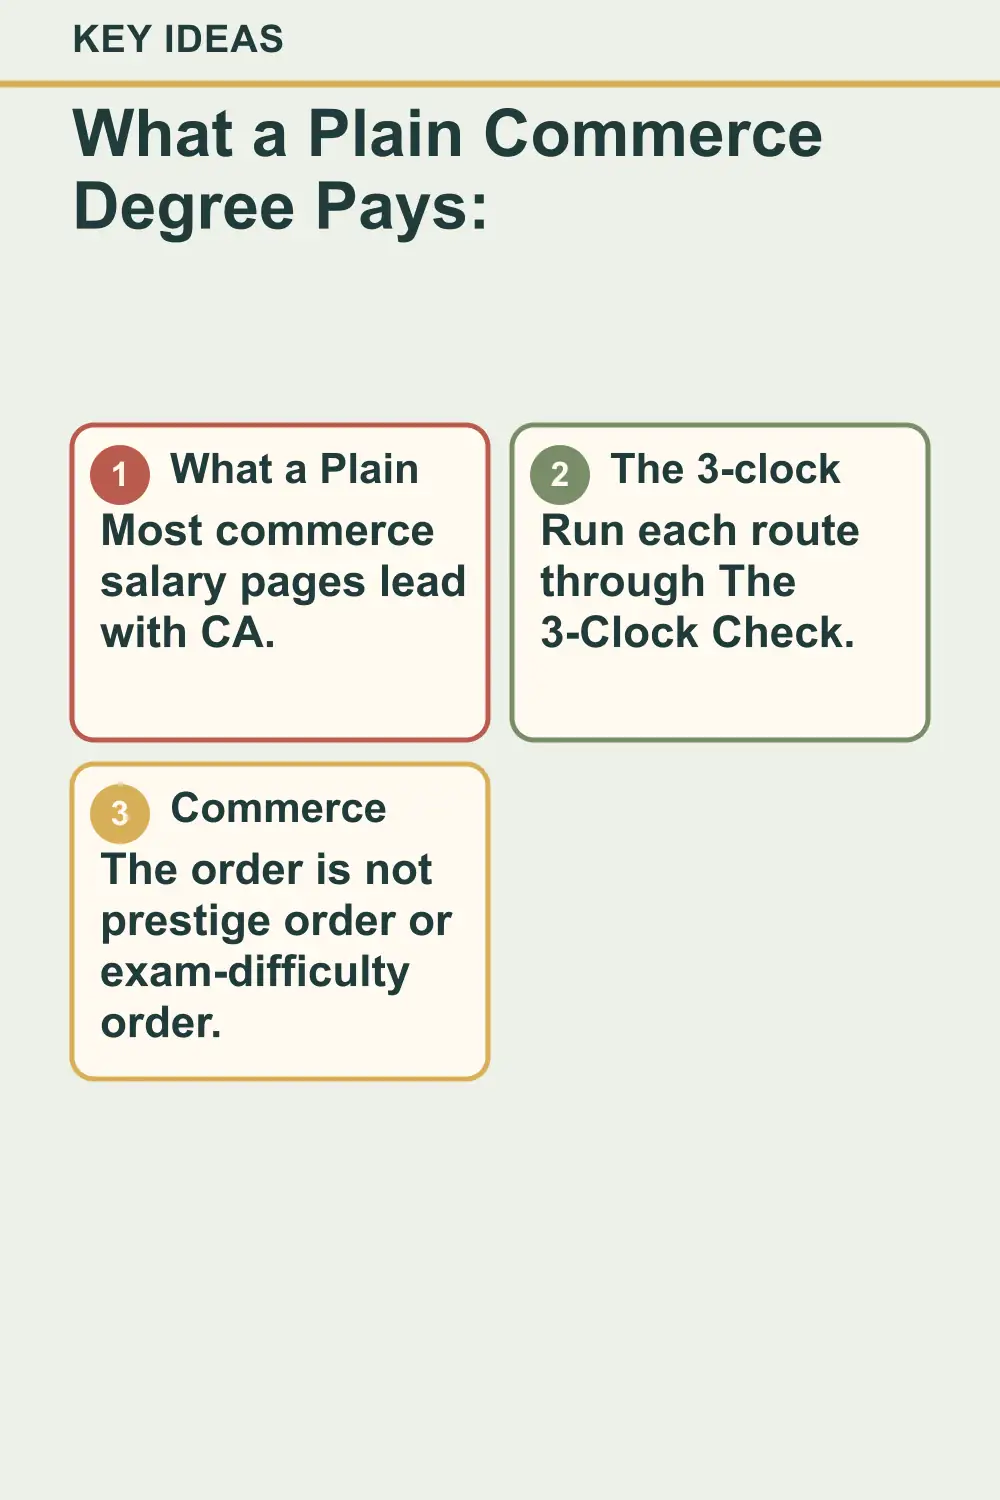 KEY IDEAS
What a Plain Commerce
Degree Pays:
1 What a Plain
Most commerce
salary pages lead
with CA.
2 The 3-clock
Run each route
through The
3-Clock Check.
3 Commerce
The order is not
prestige order or
exam-difficulty
order.